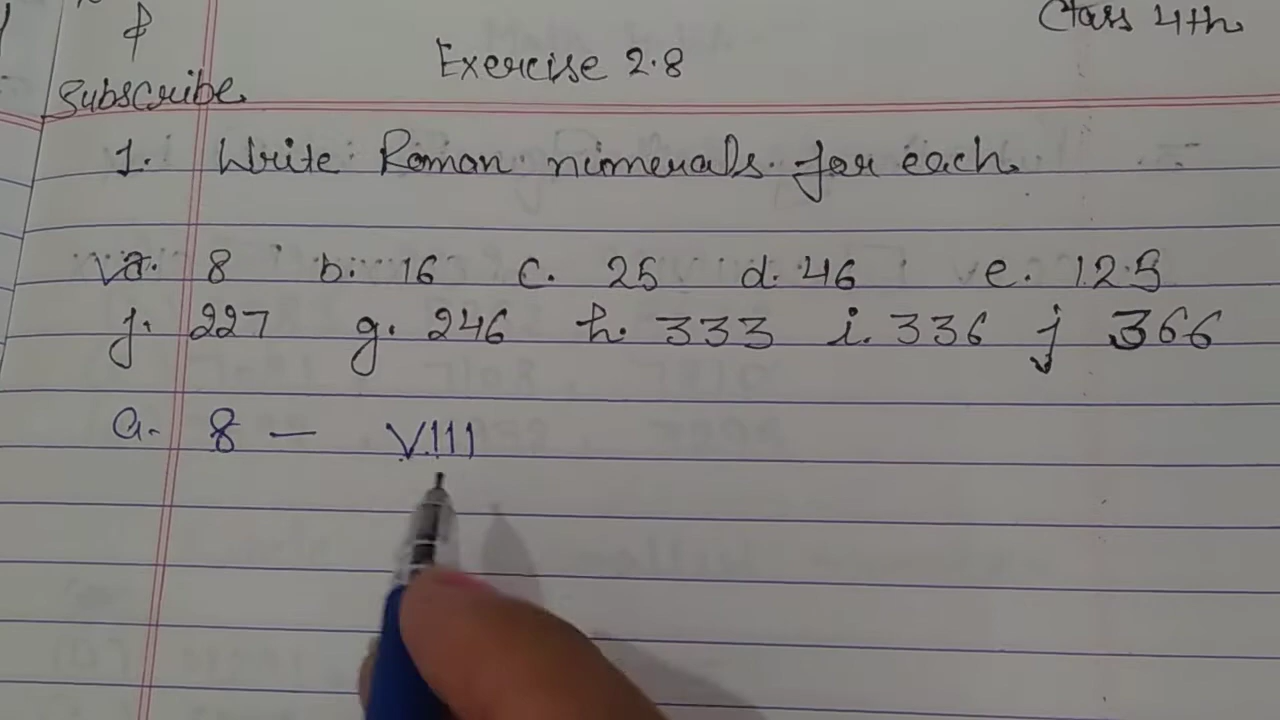 &
Class 4th
Exercise 2.8
Subscribe
1. Write Roman numerals for each.
a. 8 b. 16 c. 25 d. 46 e. 125
f. 227 g. 246 h. 333 i. 336 j 366
a. 8 — VIII